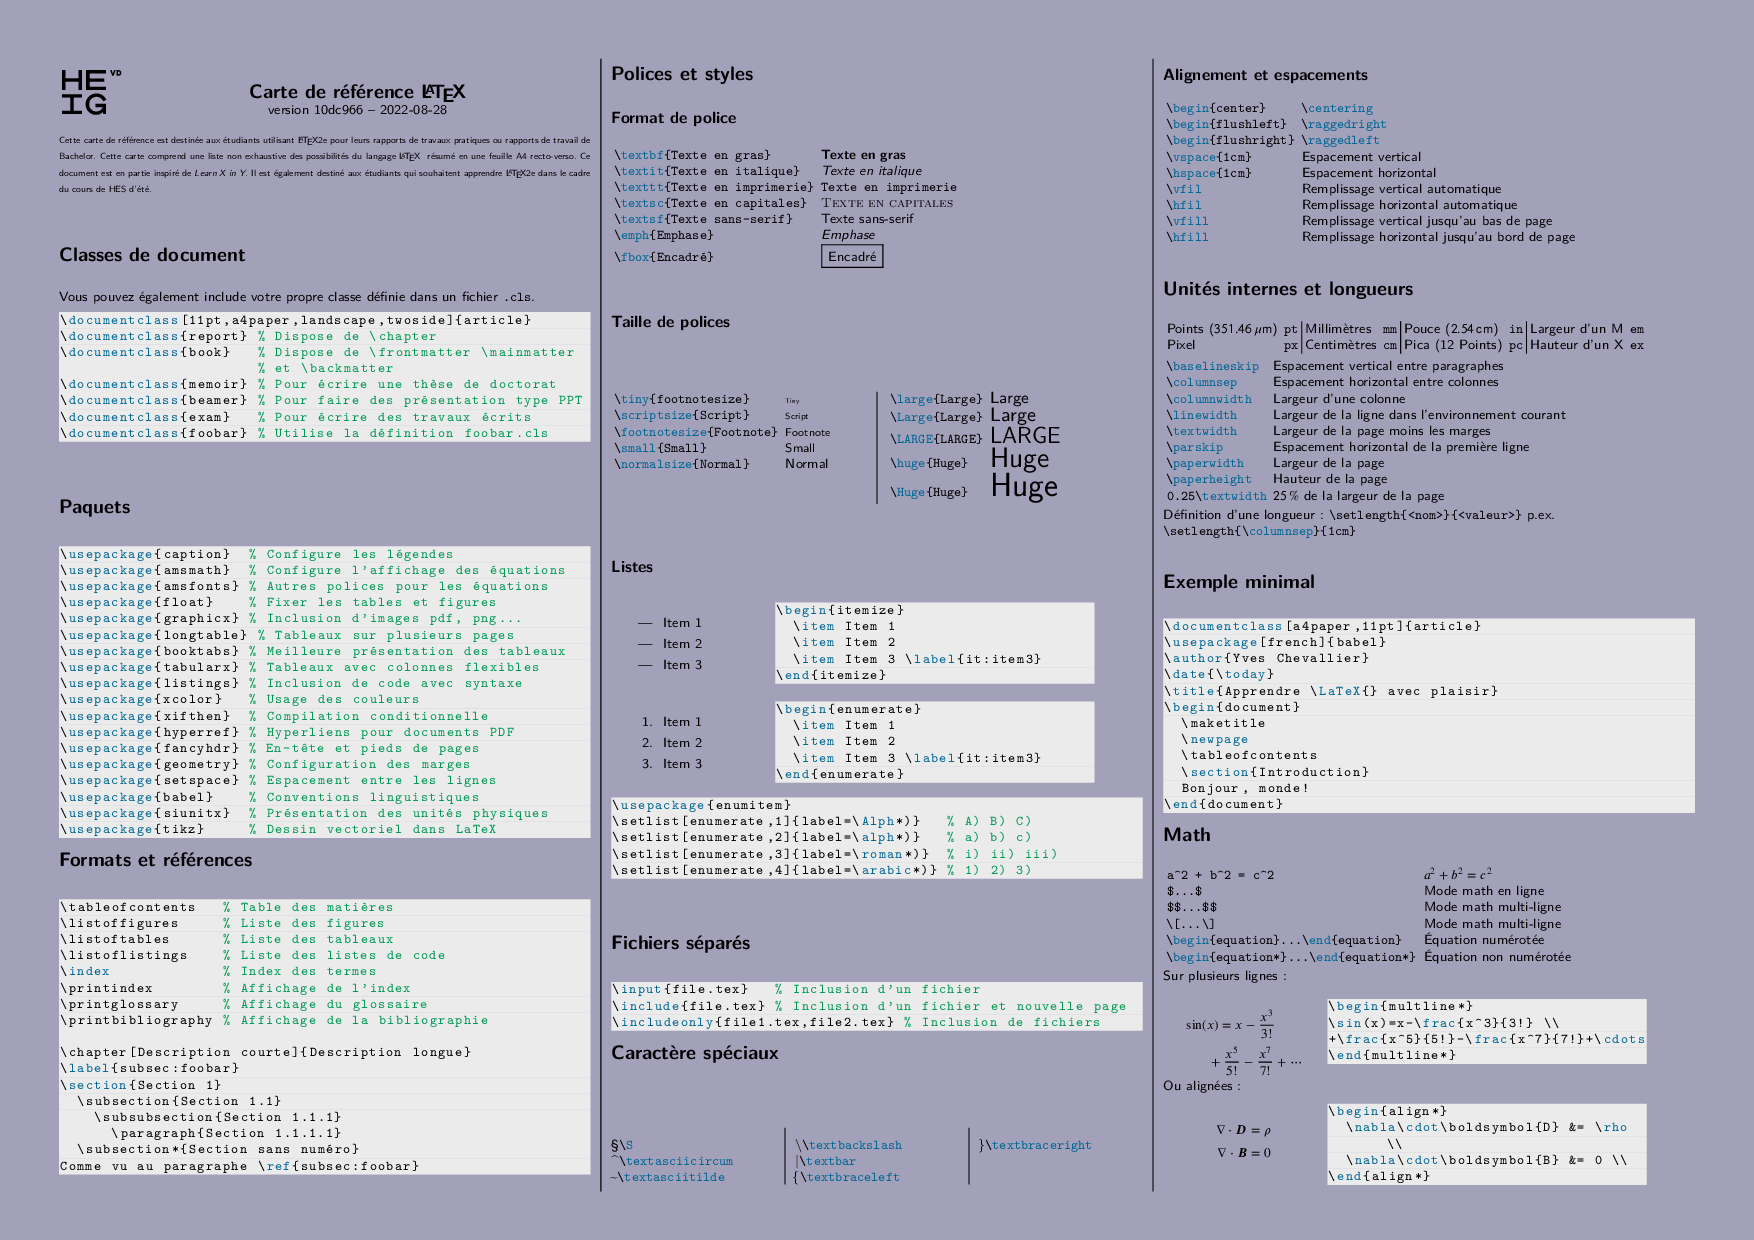 HE VD
IG
Carte de référence LATEX
version 10dc966 – 2022-08-28
Cette carte de référence est destinée aux étudiants utilisant LATEX2e pour leurs rapports de travaux pratiques ou rapports de travail de
Bachelor. Cette carte comprend une liste non exhaustive des possibilités du langage LATEX résumé en une feuille A4 recto-verso. Ce
document est en partie inspiré de Learn X in Y. Il est également destiné aux étudiants qui souhaitent apprendre LATEX2e dans le cadre
du cours de HES d'été.
Classes de document
Vous pouvez également include votre propre classe définie dans un fichier .cls.
\documentclass[11pt,a4paper,landscape,twoside]{article}
\documentclass{report} % Dispose de \chapter
\documentclass{book} % Dispose de \frontmatter \mainmatter
% et \backmatter
\documentclass{memoir} % Pour écrire une thèse de doctorat
\documentclass{beamer} % Pour faire des présentation type PPT
\documentclass{exam} % Pour écrire des travaux écrits
\documentclass{foobar} % Utilise la définition foobar.cls
Paquets
\usepackage{caption} % Configure les légendes
\usepackage{amsmath} % Configure l'affichage des équations
\usepackage{amsfonts} % Autres polices pour les équations
\usepackage{float} % Fixer les tables et figures
\usepackage{graphicx} % Inclusion d'images pdf, png...
\usepackage{longtable} % Tableaux sur plusieurs pages
\usepackage{booktabs} % Meilleure présentation des tableaux
\usepackage{tabularx} % Tableaux avec colonnes flexibles
\usepackage{listings} % Inclusion de code avec syntaxe
\usepackage{xcolor} % Usage des couleurs
\usepackage{xifthen} % Compilation conditionnelle
\usepackage{hyperref} % Hyperliens pour documents PDF
\usepackage{fancyhdr} % En-tête et pieds de pages
\usepackage{geometry} % Configuration des marges
\usepackage{setspace} % Espacement entre les lignes
\usepackage{babel} % Conventions linguistiques
\usepackage{siunitx} % Présentation des unités physiques
\usepackage{tikz} % Dessin vectoriel dans LaTeX
Formats et références
\tableofcontents % Table des matières
\listoffigures % Liste des figures
\listoftables % Liste des tableaux
\listoflistings % Liste des listes de code
\index % Index des termes
\printindex % Affichage de l'index
\printglossary % Affichage du glossaire
\printbibliography % Affichage de la bibliographie
\chapter[Description courte]{Description longue}
\label{subsec:foobar}
\section{Section 1}
\subsection{Section 1.1}
\subsubsection{Section 1.1.1}
\paragraph{Section 1.1.1.1}
\subsection*{Section sans numéro}
Comme vu au paragraphe \ref{subsec:foobar}
Polices et styles
Format de police
\textbf{Texte en gras} Texte en gras
\textit{Texte en italique} Texte en italique
\texttt{Texte en imprimerie} Texte en imprimerie
\textsc{Texte en capitales} TEXTE EN CAPITALES
\textsf{Texte sans-serif} Texte sans-serif
\emph{Emphase} Emphase
\fbox{Encadré} Encadré
Taille de polices
\tiny{footnotesize} Tiny
\scriptsize{Script} Script
\footnotesize{Footnote} Footnote
\small{Small} Small
\normalsize{Normal} Normal
\large{Large} Large
\Large{Large} Large
\LARGE{LARGE} LARGE
\huge{Huge} Huge
\Huge{Huge} Huge
Listes
— Item 1
— Item 2
— Item 3
\begin{itemize}
\item Item 1
\item Item 2
\item Item 3 \label{it:item3}
\end{itemize}
1. Item 1
2. Item 2
3. Item 3
\begin{enumerate}
\item Item 1
\item Item 2
\item Item 3 \label{it:item3}
\end{enumerate}
\usepackage{enumitem}
\setlist[enumerate,1]{label=\Alph*)} % A) B) C)
\setlist[enumerate,2]{label=\alph*)} % a) b) c)
\setlist[enumerate,3]{label=\roman*)} % i) ii) iii)
\setlist[enumerate,4]{label=\arabic*)} % 1) 2) 3)
Fichiers séparés
\input{file.tex} % Inclusion d'un fichier
\include{file.tex} % Inclusion d'un fichier et nouvelle page
\includeonly{file1.tex,file2.tex} % Inclusion de fichiers
Caractère spéciaux
§\S
^\textasciicircum
~\textasciitilde
\\textbackslash
|\textbar
{\textbraceleft
}\textbraceright
Alignement et espacements
\begin{center} \centering
\begin{flushleft} \raggedright
\begin{flushright} \raggedleft
\vspace{1cm} Espacement vertical
\hspace{1cm} Espacement horizontal
\vfil Remplissage vertical automatique
\hfil Remplissage horizontal automatique
\vfill Remplissage vertical jusqu'au bas de page
\hfill Remplissage horizontal jusqu'au bord de page
Unités internes et longueurs
Points (351.46 µm) pt Millimètres mm Pouce (2.54 cm) in Largeur d'un M em
Pixel px Centimètres cm Pica (12 Points) pc Hauteur d'un X ex
\baselineskip Espacement vertical entre paragraphes
\columnsep Espacement horizontal entre colonnes
\columnwidth Largeur d'une colonne
\linewidth Largeur de la ligne dans l'environement courant
\textwidth Largeur de la page moins les marges
\parskip Espacement horizontal de la première ligne
\paperwidth Largeur de la page
\paperheight Hauteur de la page
0.25\textwidth 25 % de la largeur de la page
Définition d'une longueur : \setlength{<nom>}{<valeur>} p.ex.
\setlength{\columnsep}{1cm}
Exemple minimal
\documentclass[a4paper,11pt]{article}
\usepackage[french]{babel}
\author{Yves Chevallier}
\date{\today}
\title{Apprendre \LaTeX{} avec plaisir}
\begin{document}
\maketitle
\newpage
\tableofcontents
\section{Introduction}
Bonjour, monde!
\end{document}
Math
a^2 + b^2 = c^2 a² + b² = c²
$...$ Mode math en ligne
$$...$$ Mode math multi-ligne
\[...\] Mode math multi-ligne
\begin{equation}...\end{equation} Équation numérotée
\begin{equation*}...\end{equation*} Équation non numérotée
Sur plusieurs lignes :
sin(x) = x − x³/3!
+ x⁵/5! − x⁷/7! + ⋯
\begin{multline*}
\sin(x)=x-\frac{x^3}{3!} \\
+\frac{x^5}{5!}-\frac{x^7}{7!}+\cdots
\end{multline*}
Ou alignées :
∇ · D = ρ
∇ · B = 0
\begin{align*}
\nabla\cdot\boldsymbol{D} &= \rho
\\
\nabla\cdot\boldsymbol{B} &= 0 \\
\end{align*}